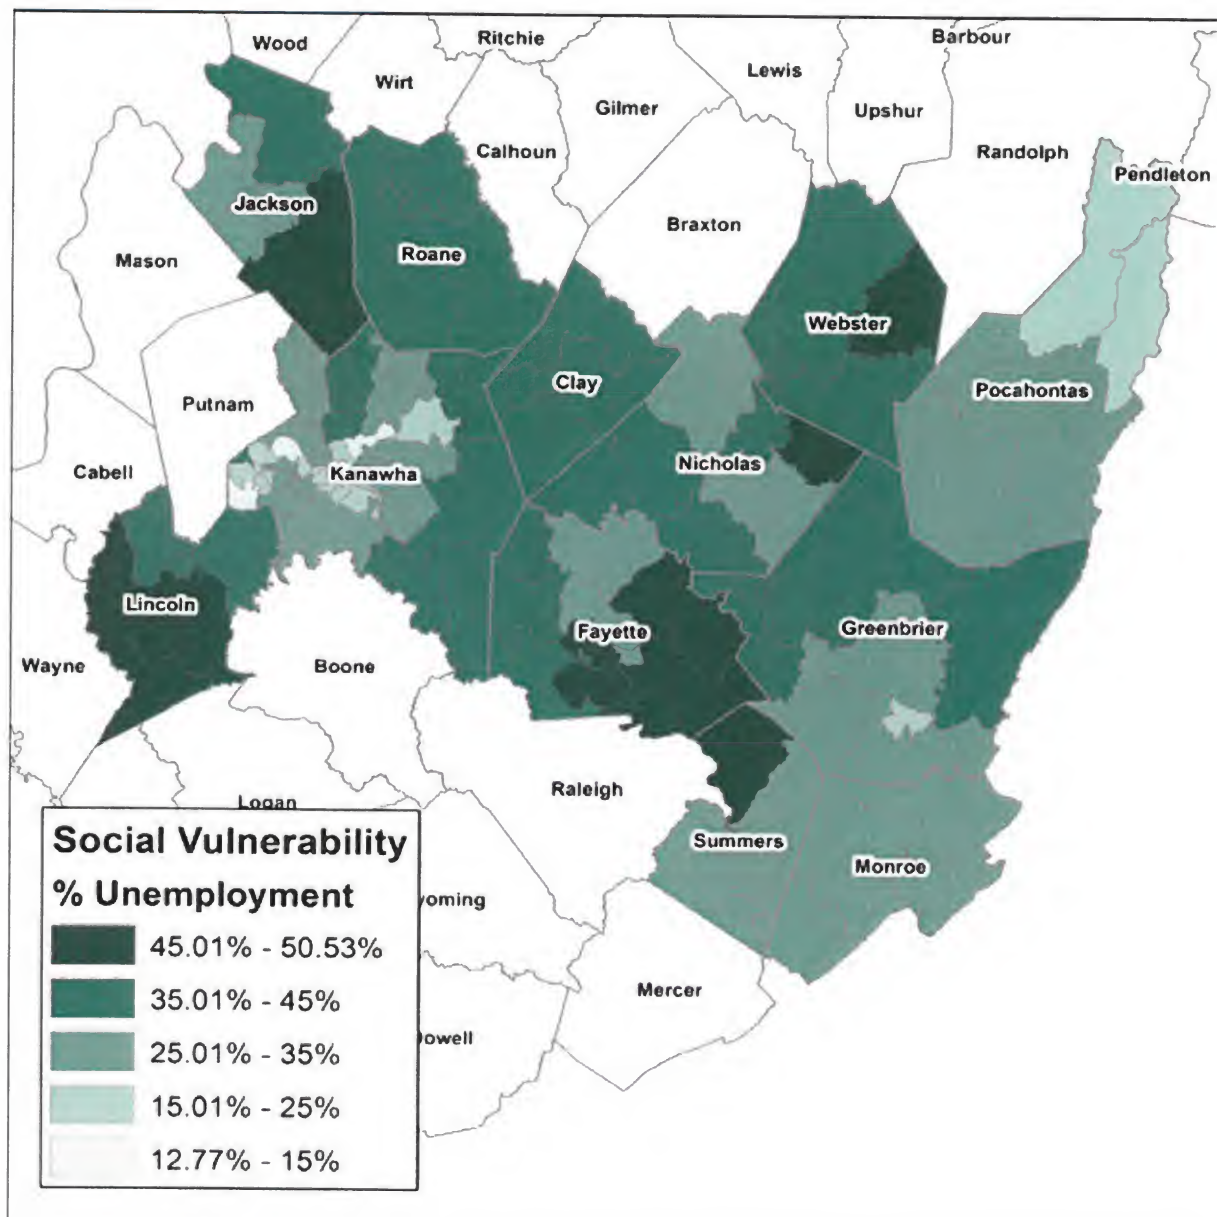 Wood
Ritchie
Barbour
Wirt
Lewis
Gilmer
Upshur
Calhoun
Randolph
Pendleton
Jackson
Braxton
Roane
Mason
Webster
Clay
Pocahontas
Putnam
Nicholas
Cabell
Kanawha
Lincoln
Fayette
Greenbrier
Wayne
Boone
Raleigh
Logan
Summers
Monroe
yoming
Mercer
owell
Social Vulnerability
% Unemployment
45.01% - 50.53%
35.01% - 45%
25.01% - 35%
15.01% - 25%
12.77% - 15%